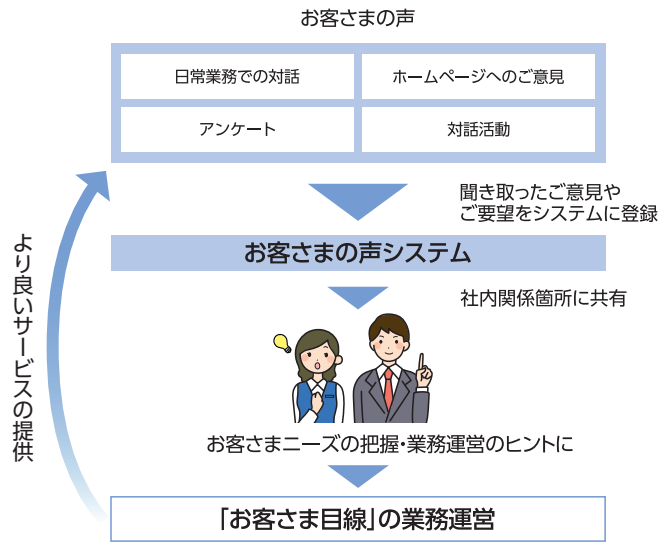 お客さまの声
日常業務での対話
ホームページへのご意見
アンケート
対話活動
聞き取ったご意見や
ご要望をシステムに登録
お客さまの声システム
社内関係箇所に共有
お客さまニーズの把握・業務運営のヒントに
「お客さま目線」の業務運営
より良いサービスの提供